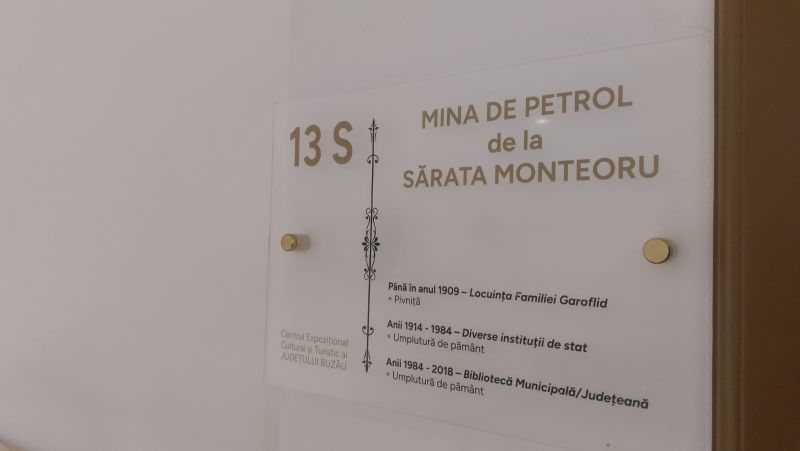 13 S
MINA DE PETROL
de la
SĂRATA MONTEORU
Până în anul 1909 – Locuința Familiei Garoflid
* Pivniță
Anii 1914 - 1984 – Diverse instituții de stat
* Umplutură de pământ
Anii 1984 - 2018 – Bibliotecă Municipală/Județeană
* Umplutură de pământ
Centrul Expozițional
Cultural și Turistic al
JUDEȚULUI BUZĂU